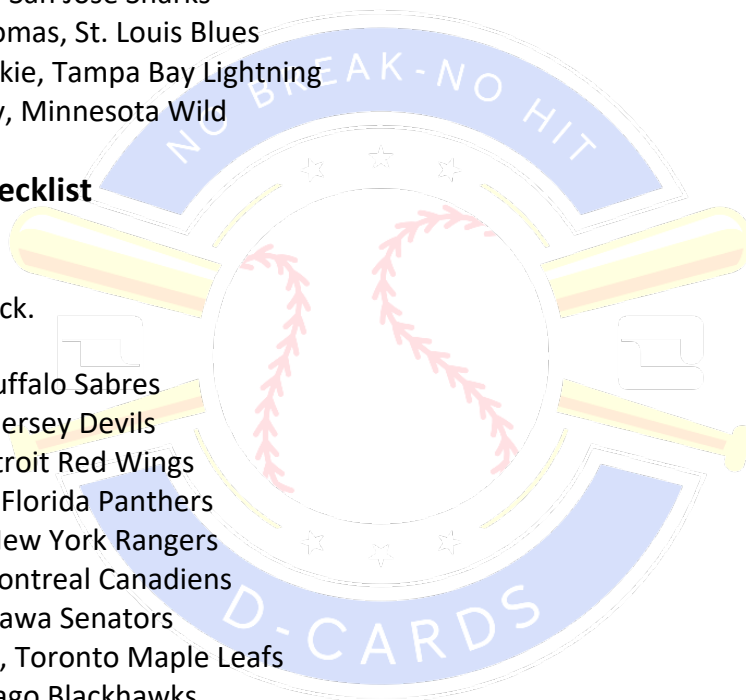 San Jose Sharks
omas, St. Louis Blues
kie, Tampa Bay Lightning
, Minnesota Wild
ecklist
ck.
uffalo Sabres
ersey Devils
troit Red Wings
Florida Panthers
New York Rangers
ontreal Canadiens
awa Senators
, Toronto Maple Leafs
ago Blackhawks
NO BREAK-NO HIT
D-CARDS